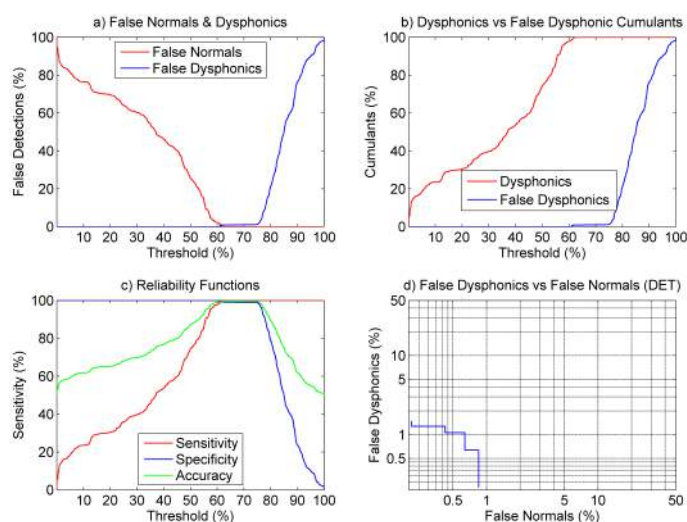 a) False Normals & Dysphonics
100
80
60
40
20
0
False Detections (%)
False Normals
False Dysphonics
10 20 30 40 50 60 70 80 90 100
Threshold (%)
b) Dysphonics vs False Dysphonic Cumulants
100
80
60
40
20
0
Cumulants (%)
Dysphonics
False Dysphonics
10 20 30 40 50 60 70 80 90 100
Threshold (%)
c) Reliability Functions
100
80
60
40
20
0
Sensitivity (%)
Sensitivity
Specificity
Accuracy
10 20 30 40 50 60 70 80 90 100
Threshold (%)
d) False Dysphonics vs False Normals (DET)
50
10
5
1
0.5
False Dysphonics (%)
0.5 1 5 10 50
False Normals (%)